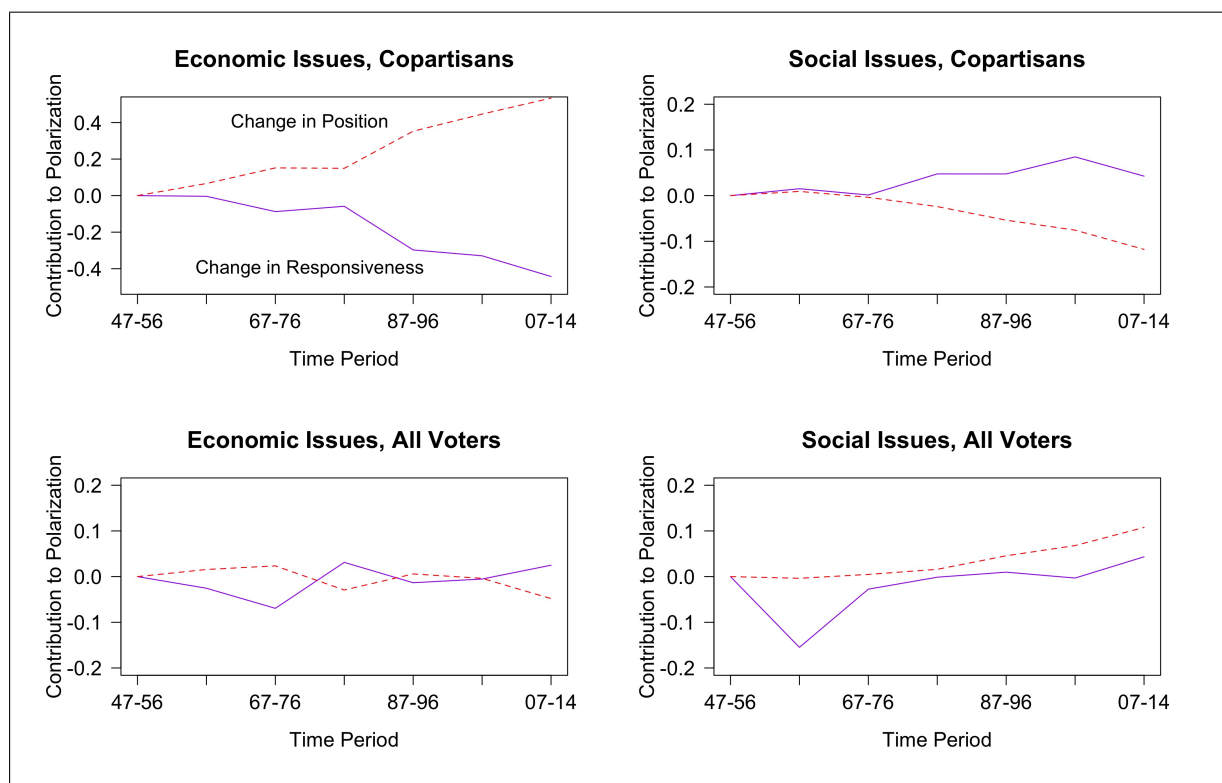 Economic Issues, Copartisans
Contribution to Polarization
0.4
0.2
0.0
-0.2
-0.4
Change in Position
Change in Responsiveness
47-56 67-76 87-96 07-14
Time Period
Social Issues, Copartisans
Contribution to Polarization
0.2
0.1
0.0
-0.1
-0.2
47-56 67-76 87-96 07-14
Time Period
Economic Issues, All Voters
Contribution to Polarization
0.2
0.1
0.0
-0.1
-0.2
47-56 67-76 87-96 07-14
Time Period
Social Issues, All Voters
Contribution to Polarization
0.2
0.1
0.0
-0.1
-0.2
47-56 67-76 87-96 07-14
Time Period